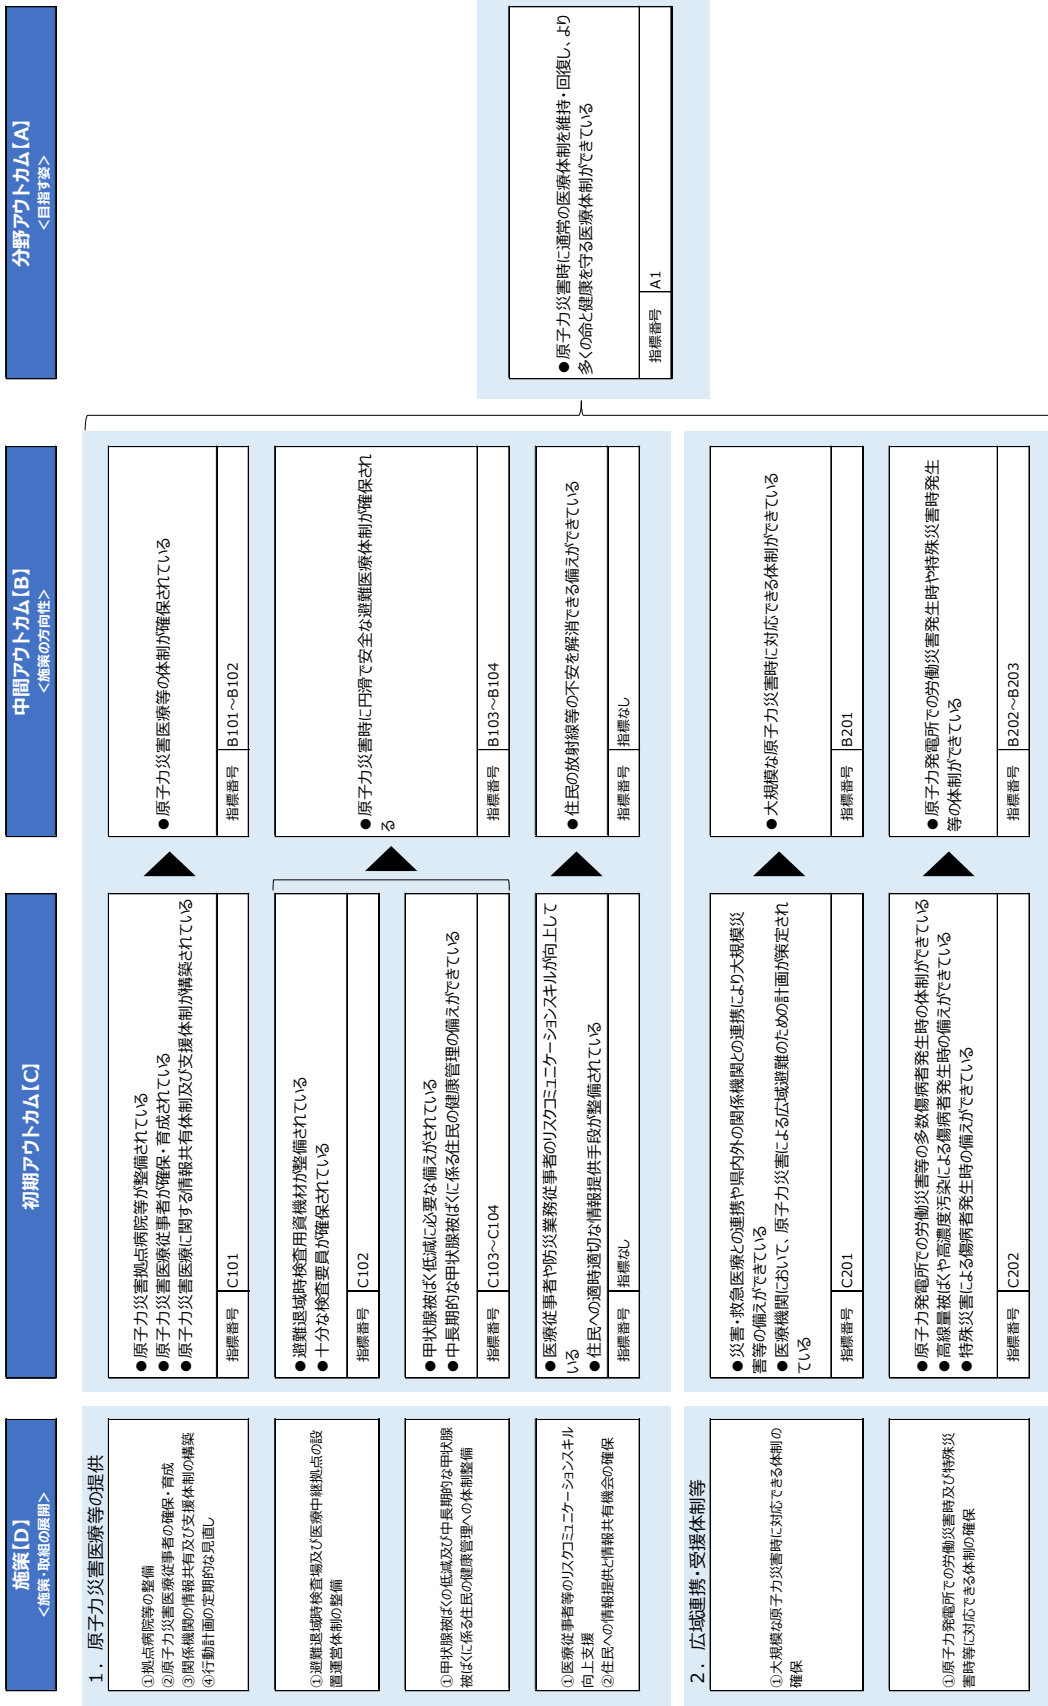 施策【D】
＜施策・取組の展開＞
初期アウトカム【C】
中間アウトカム【B】
＜施策の方向性＞
分野アウトカム【A】
＜目指す姿＞
１．原子力災害医療等の提供
①拠点病院等の整備
②原子力災害医療従事者の確保・育成
③関係機関の情報共有及び支援体制の構築
④行動計画の定期的な見直し
●原子力災害拠点病院等が整備されている
●原子力災害医療従事者が確保・育成されている
●原子力災害医療に関する情報共有体制及び支援体制が構築されている
指標番号 C101
●原子力災害医療等の体制が確保されている
指標番号 B101～B102
①避難退域時検査場及び医療中継拠点の設
置運営体制の整備
●避難退域時検査用資機材が整備されている
●十分な検査要員が確保されている
指標番号 C102
①甲状腺被ばくの低減及び中長期的な甲状腺
被ばくに係る住民の健康管理への体制整備
●甲状腺被ばく低減に必要な備えがされている
●中長期的な甲状腺被ばくに係る住民の健康管理の備えができている
指標番号 C103～C104
●原子力災害時に円滑で安全な避難医療体制が確保され
る
指標番号 B103～B104
①医療従事者等のリスクコミュニケーションスキル
向上支援
②住民への情報提供と情報共有機会の確保
●医療従事者や防災業務従事者のリスクコミュニケーションスキルが向上して
いる
●住民への適時適切な情報提供手段が整備されている
指標番号 指標なし
●住民の放射線等の不安を解消できる備えができている
指標番号 指標なし
２．広域連携・受援体制等
①大規模な原子力災害時に対応できる体制の
確保
●災害・救急医療との連携や県内外の関係機関との連携により大規模災
害等の備えができている
●医療機関において、原子力災害による広域避難のための計画が策定され
ている
指標番号 C201
●大規模な原子力災害時に対応できる体制ができている
指標番号 B201
①原子力発電所での労働災害時及び特殊災
害時等に対応できる体制の確保
●原子力発電所での労働災害等の多数傷病者発生時の体制ができている
●高線量被ばくや高濃度汚染による傷病者発生時の備えができている
●特殊災害による傷病者発生時の備えができている
指標番号 C202
●原子力発電所での労働災害発生時や特殊災害時発生
等の体制ができている
指標番号 B202～B203
●原子力災害時に通常の医療体制を維持・回復し、より
多くの命と健康を守る医療体制ができている
指標番号 A1